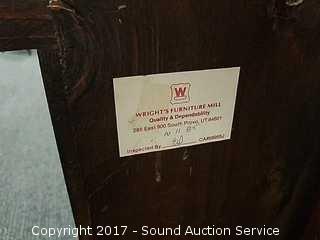 W
WRIGHT'S FURNITURE MILL
Quality & Dependability
285 East 900 South Provo, UT 84601
Inspected By
Copyright 2017 - Sound Auction Service